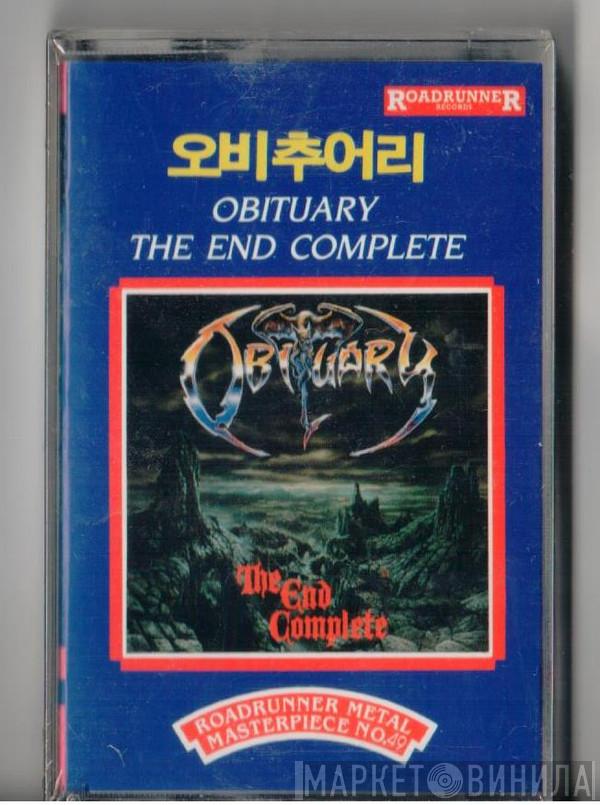 ROADRUNNER
RECORDS
오비추어리
OBITUARY
THE END COMPLETE
OBITUARY
The
End
Complete
ROADRUNNER METAL
MASTERPIECE NO.49
МАРКЕТ ВИНИЛА